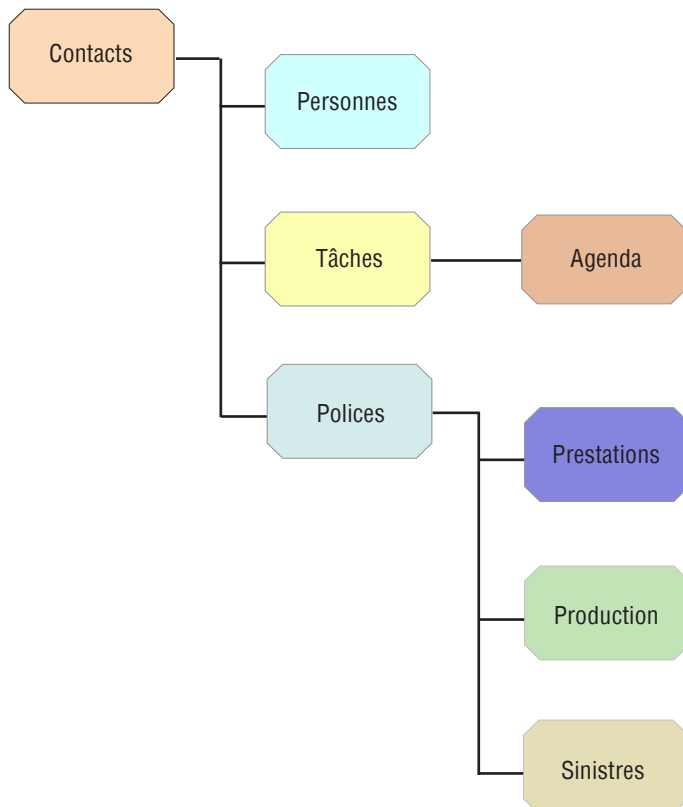 Contacts
Personnes
Tâches
Agenda
Polices
Prestations
Production
Sinistres